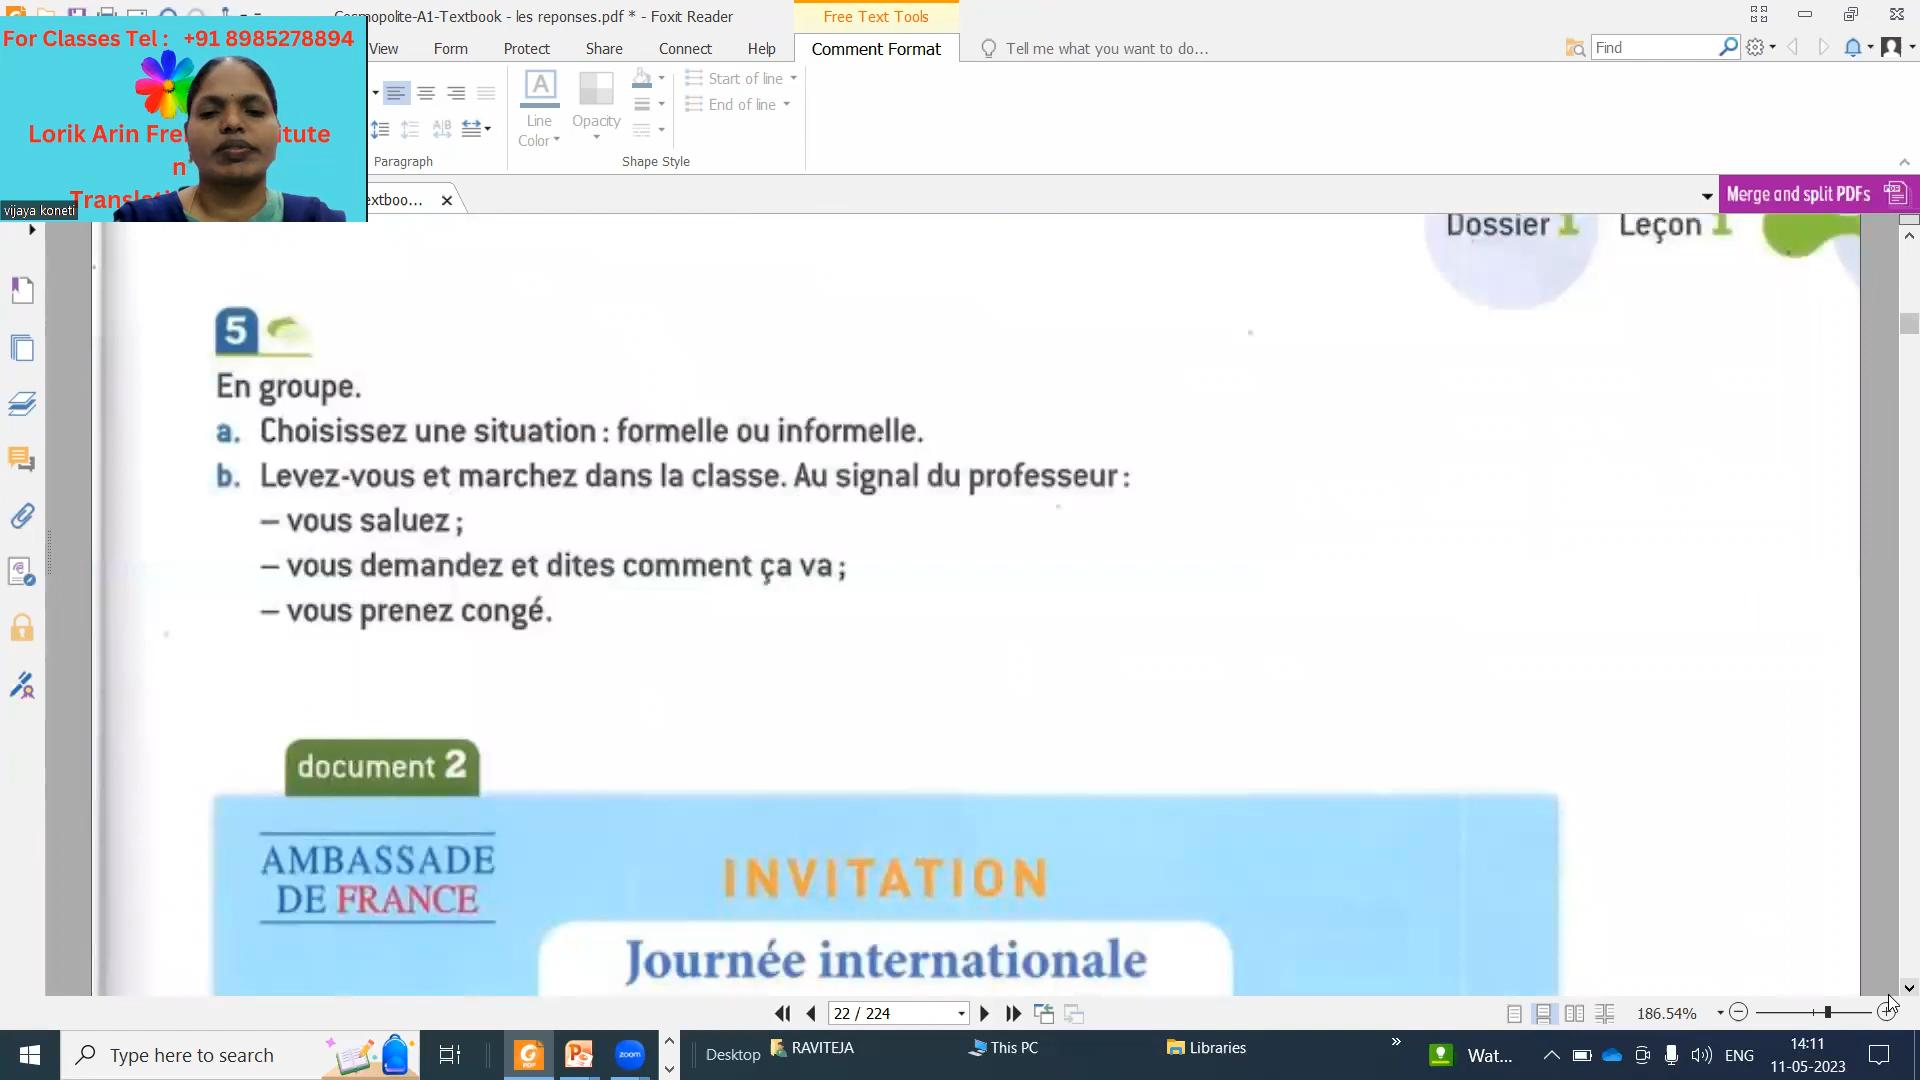 Cosmopolite-A1-Textbook - les reponses.pdf * - Foxit Reader
Free Text Tools
View Form Protect Share Connect Help Comment Format Tell me what you want to do... Find
For Classes Tel : +91 8985278894
Lorik Arin
n
vijaya koneti
Line
Color
Opacity
Start of line
End of line
Paragraph
Shape Style
extboo...
Merge and split PDFs
Dossier 1 Leçon 1
5
En groupe.
a. Choisissez une situation : formelle ou informelle.
b. Levez-vous et marchez dans la classe. Au signal du professeur :
– vous saluez ;
– vous demandez et dites comment ça va ;
– vous prenez congé.
document 2
AMBASSADE
DE FRANCE
INVITATION
Journée internationale
22 / 224
186.54%
Type here to search
zoom
Desktop
RAVITEJA
This PC
Libraries
»
Wat...
ENG
14:11
11-05-2023